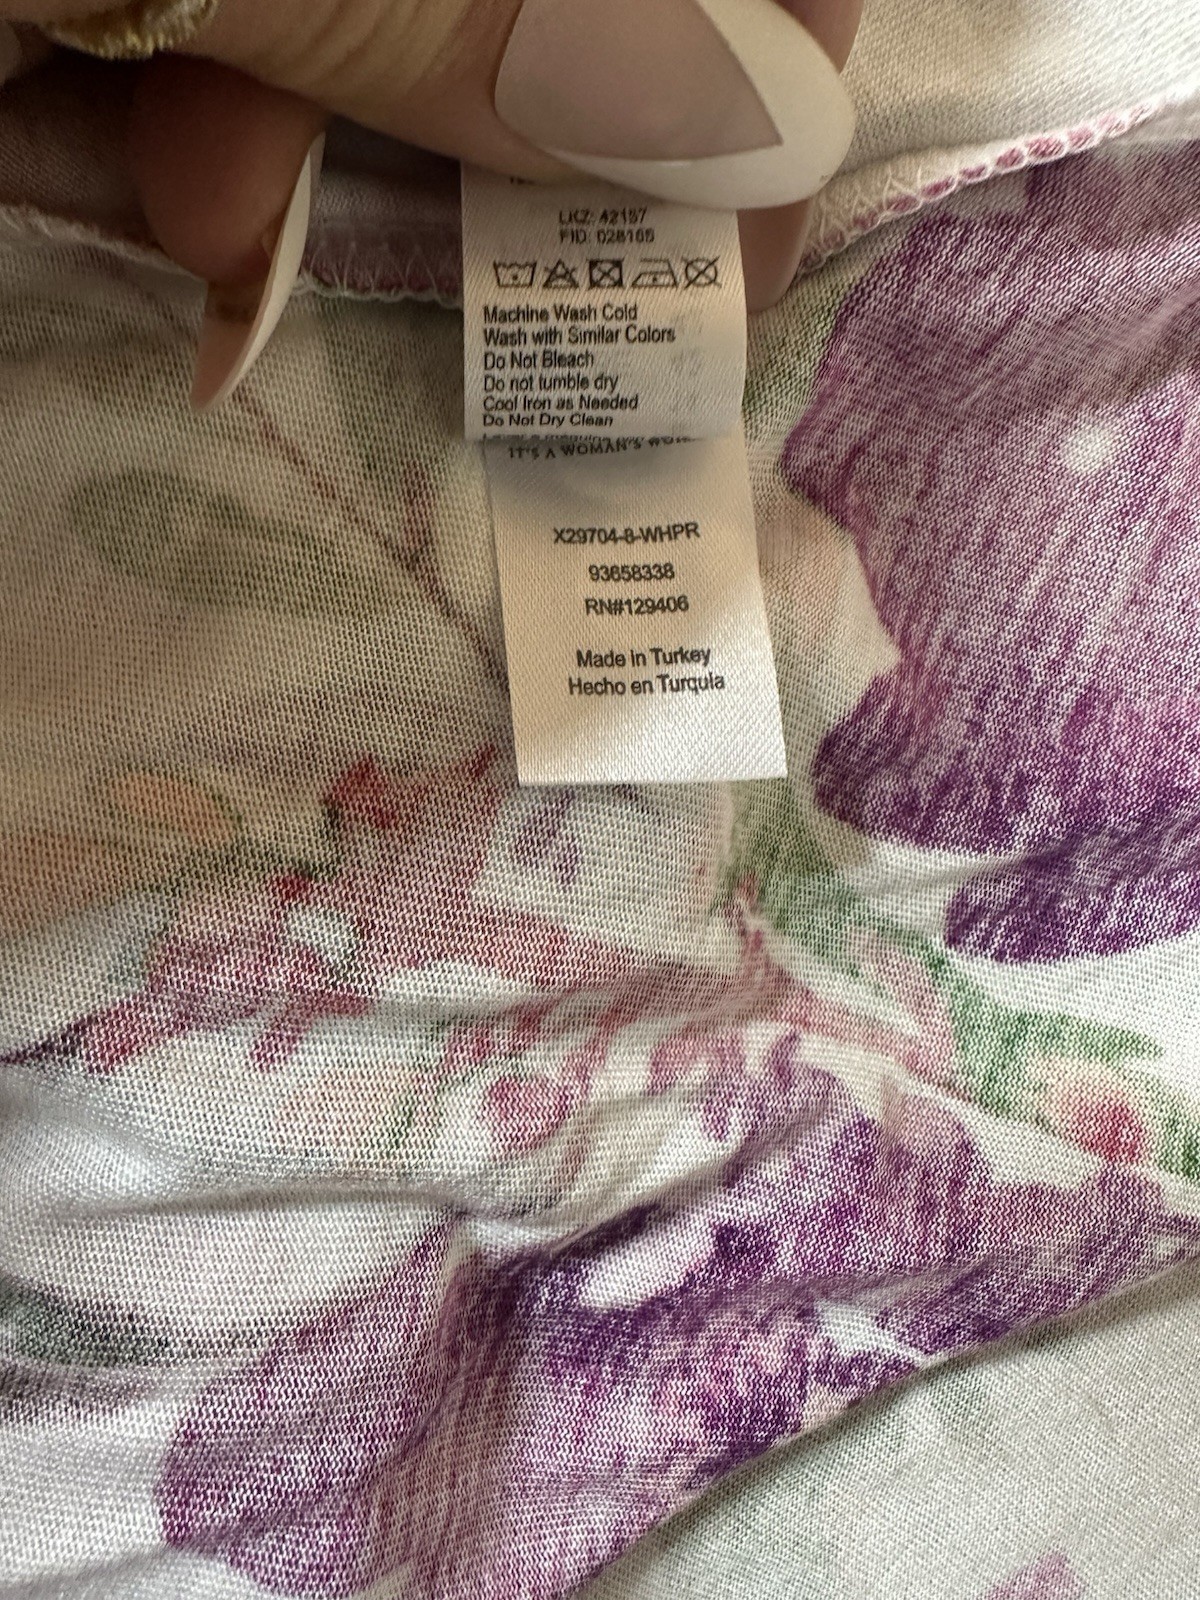 LKZ: 42157
FID: 028165
Machine Wash Cold
Wash with Similar Colors
Do Not Bleach
Do not tumble dry
Cool Iron as Needed
Do Not Dry Clean
IT'S A WOMAN'S
X29704-8-WHPR
93658338
RN#129406
Made in Turkey
Hecho en Turquia